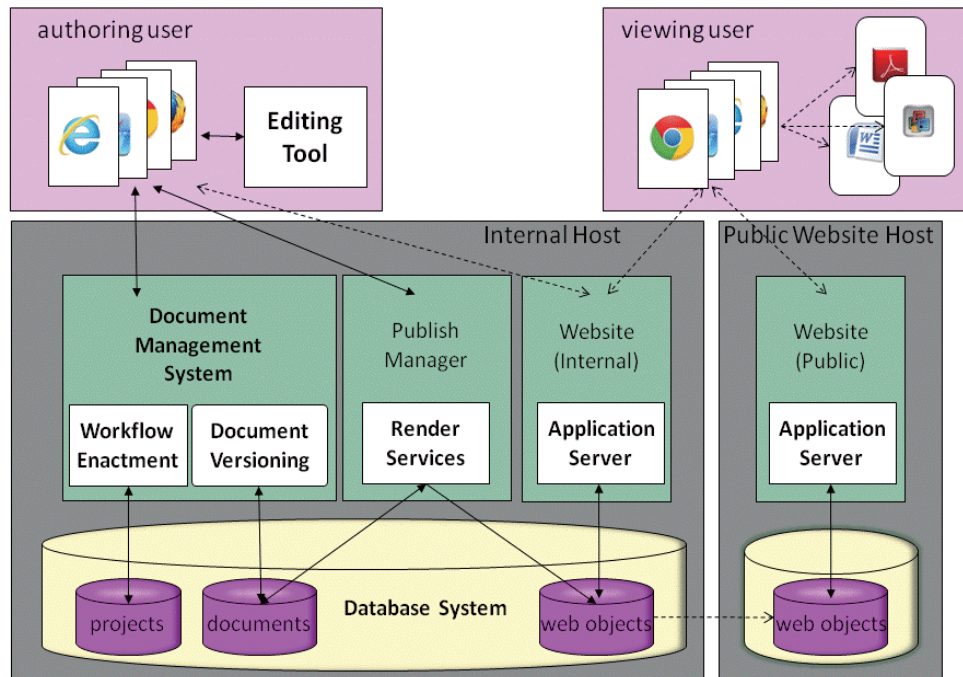 authoring user
viewing user
Editing
Tool
W
Internal Host
Public Website Host
Document
Management
System
Publish
Manager
Website
(Internal)
Website
(Public)
Workflow
Enactment
Document
Versioning
Render
Services
Application
Server
Application
Server
projects
documents
Database System
web objects
web objects